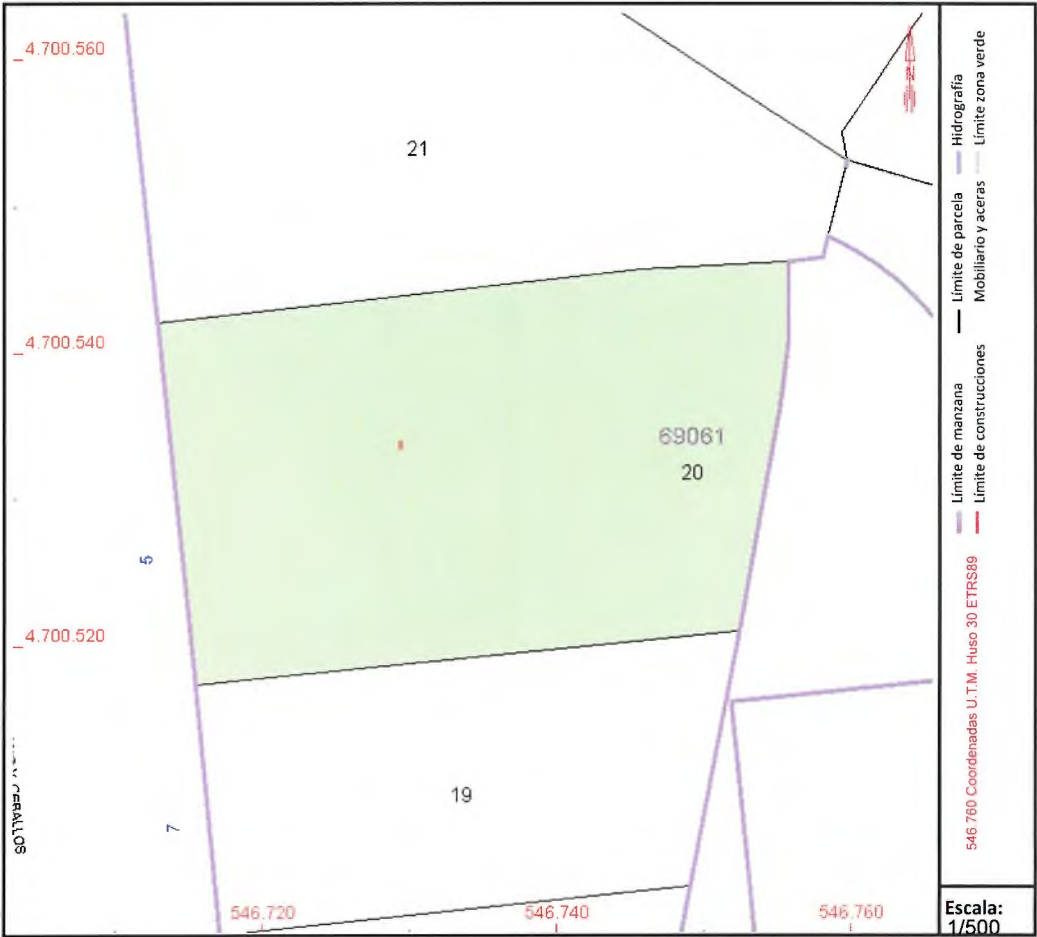 4.700.560
21
4.700.540
69061
20
5
4.700.520
19
7
CERALLOS
546.720
546.740
546.760
546.760 Coordenadas U.T.M. Huso 30 ETRS89
Límite de manzana
Límite de parcela
Hidrografía
Límite de construcciones
Mobiliario y aceras
Límite zona verde
Escala:
1/500